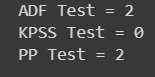 ADF Test = 2
KPSS Test = 0
PP Test = 2